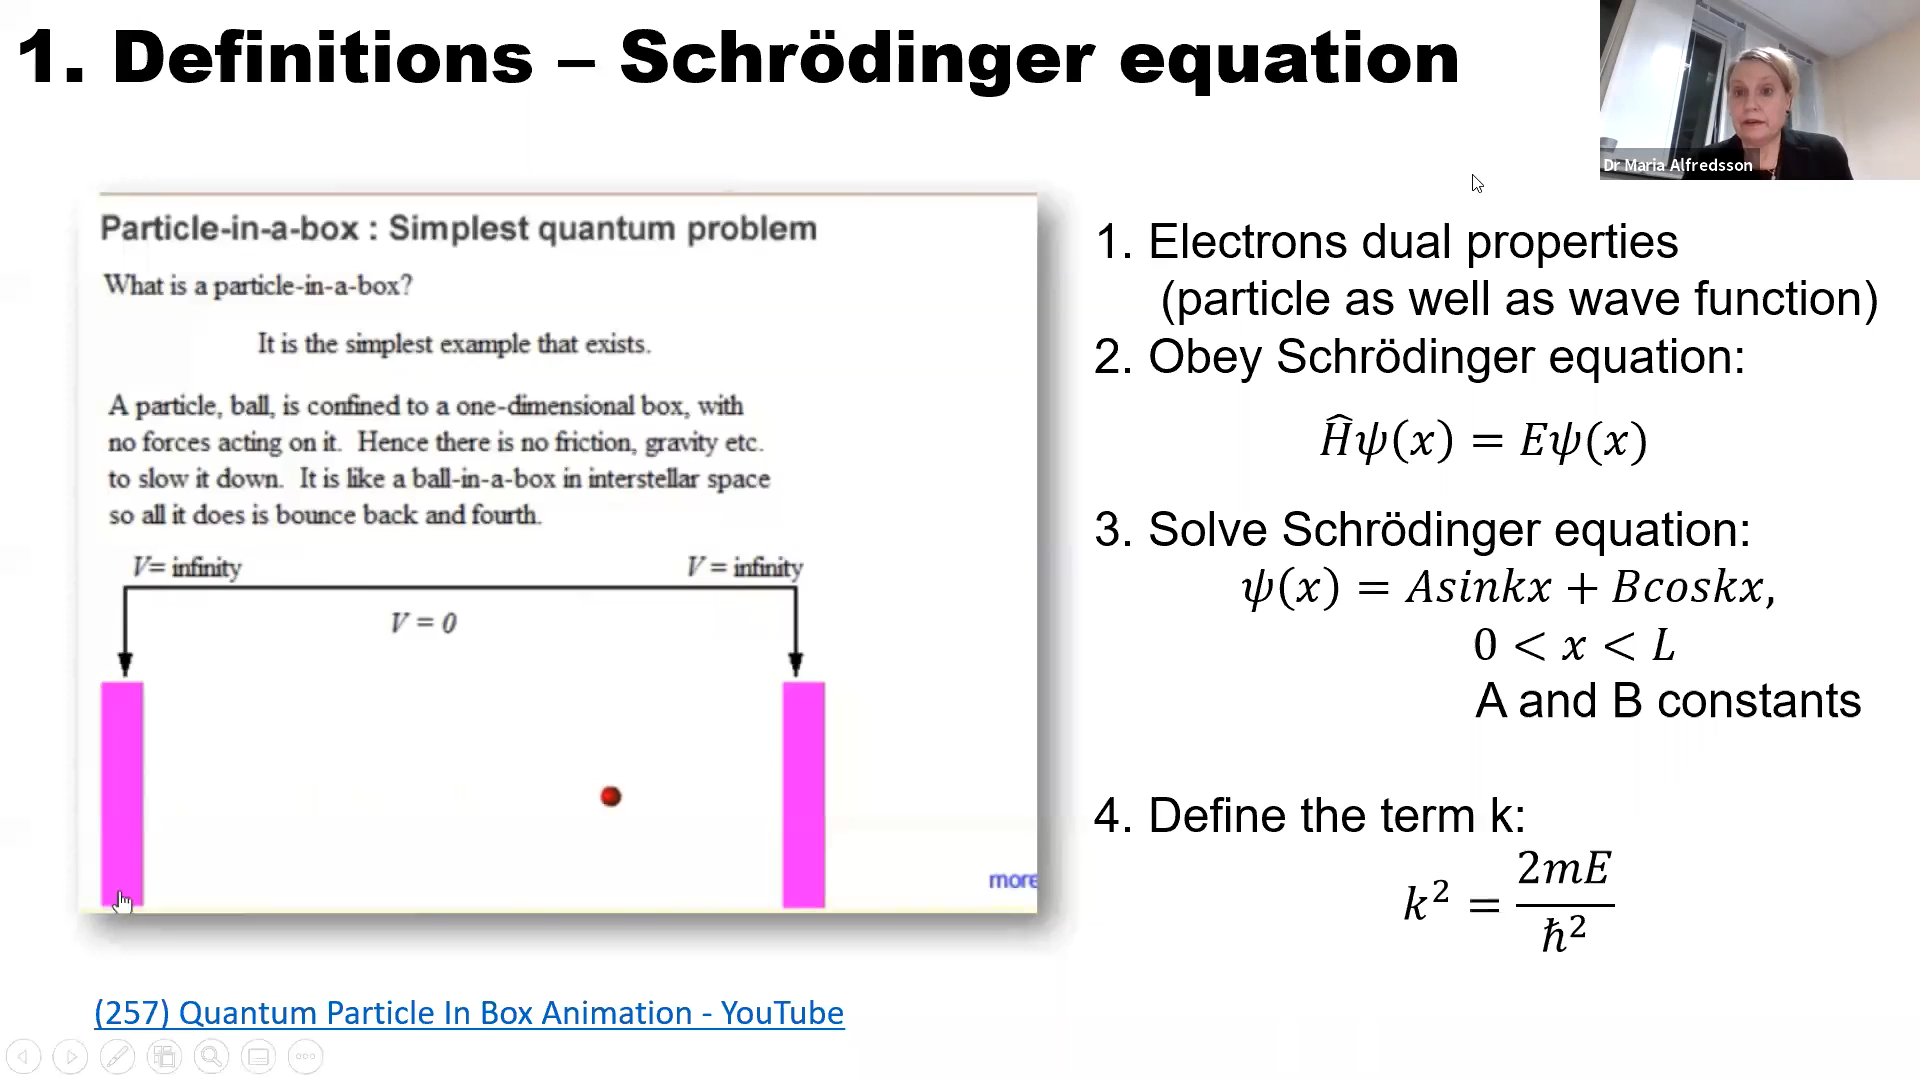 1. Definitions – Schrödinger equation
Dr Maria Alfredsson
Particle-in-a-box : Simplest quantum problem
What is a particle-in-a-box?
It is the simplest example that exists.
A particle, ball, is confined to a one-dimensional box, with
no forces acting on it. Hence there is no friction, gravity etc.
to slow it down. It is like a ball-in-a-box in interstellar space
so all it does is bounce back and fourth.
V= infinity
V = infinity
V = 0
more
(257) Quantum Particle In Box Animation - YouTube
1. Electrons dual properties
(particle as well as wave function)
2. Obey Schrödinger equation:
Ĥψ(x) = Eψ(x)
3. Solve Schrödinger equation:
ψ(x) = Asinkx + Bcoskx,
0 < x < L
A and B constants
4. Define the term k:
k² = 2mE / ħ²